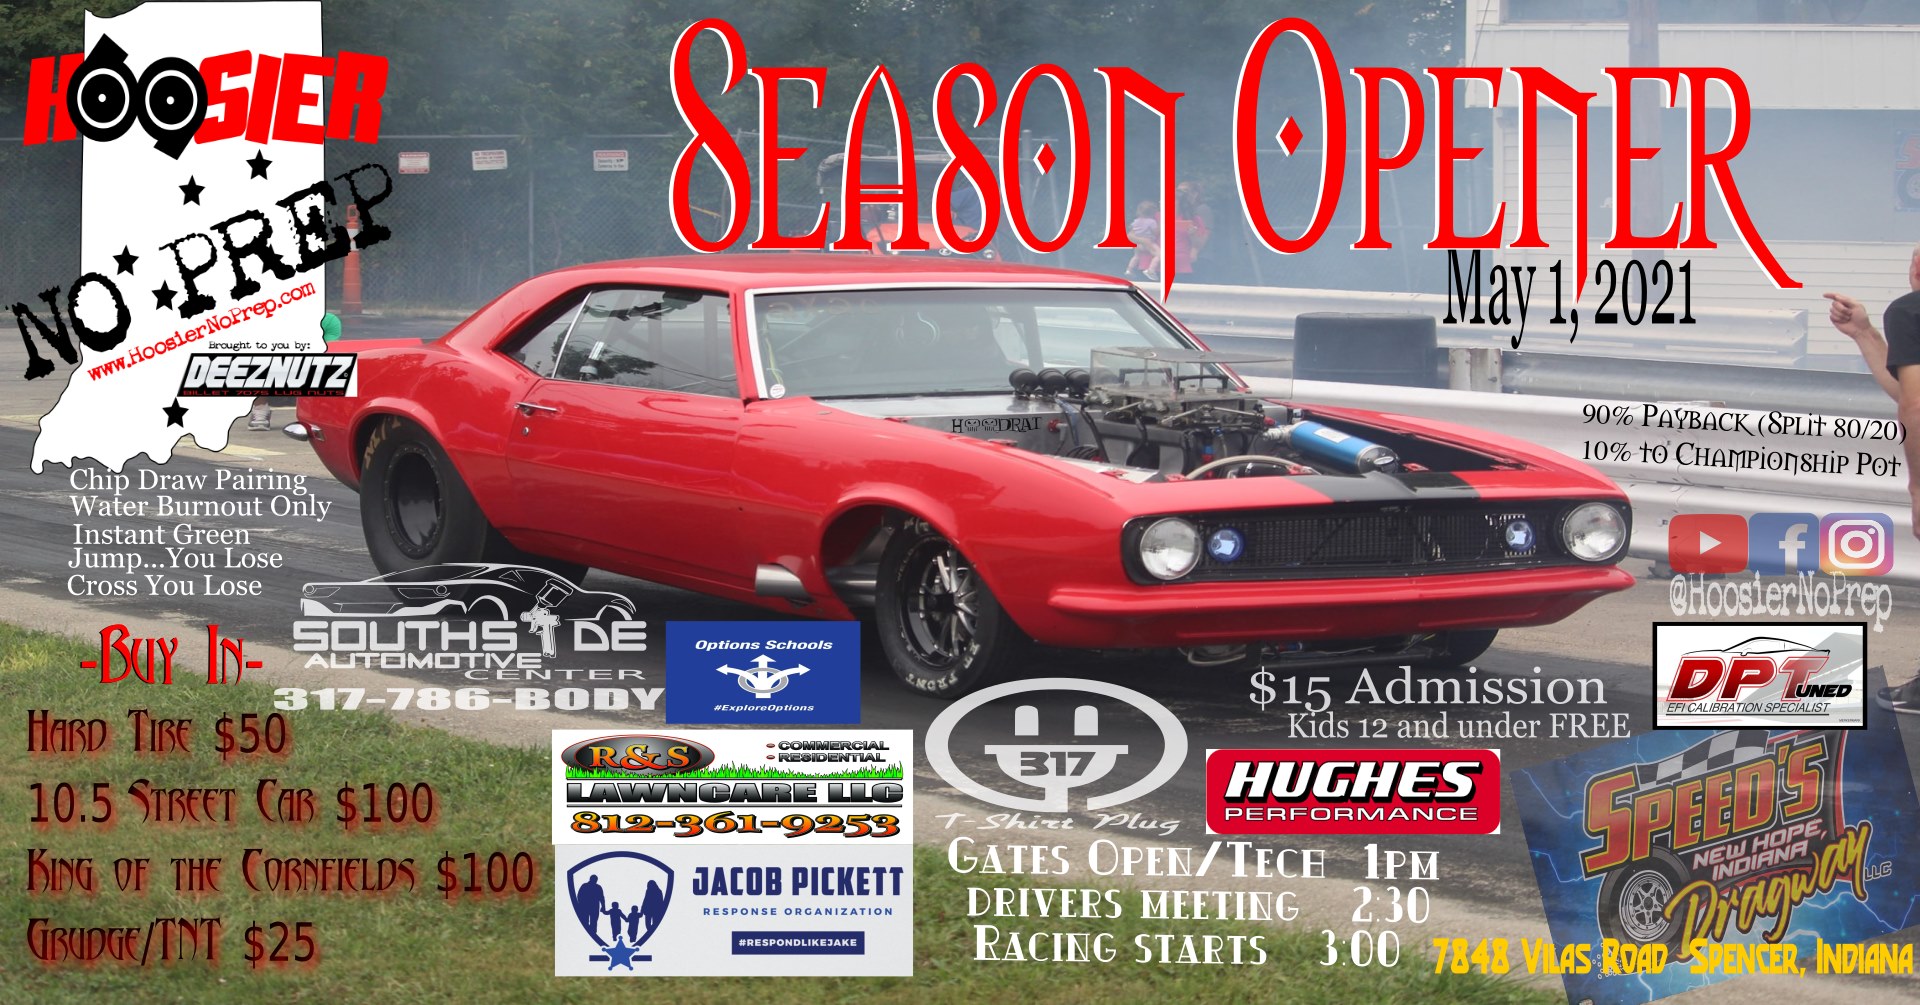 HOOSIER
NO PREP
www.HoosierNoPrep.com
Brought to you by:
DEEZNUTZ
BILLET 7075 LUG NUTS
Season Opener
May 1, 2021
HOODRAT
90% Payback (Split 80/20)
10% to Championship Pot
Chip Draw Pairing
Water Burnout Only
Instant Green
Jump...You Lose
Cross You Lose
@HoosierNoPrep
-Buy In-
Hard Tire $50
10.5 Street Car $100
King of the Cornfields $100
Grudge/TNT $25
SOUTHSIDE
AUTOMOTIVE
CENTER
317-786-BODY
Options Schools
#ExploreOptions
R&S
• COMMERCIAL
• RESIDENTIAL
LAWNCARE LLC
812-361-9253
JACOB PICKETT
RESPONSE ORGANIZATION
#RESPONDLIKEJAKE
317
T-Shirt Plug
$15 Admission
Kids 12 and under FREE
HUGHES
PERFORMANCE
DPTUNED
EFI CALIBRATION SPECIALIST
Gates Open/Tech 1pm
drivers meeting 2:30
Racing starts 3:00
SPEED'S
NEW HOPE,
INDIANA
Dragway LLC
7848 Vilas Road Spencer, Indiana